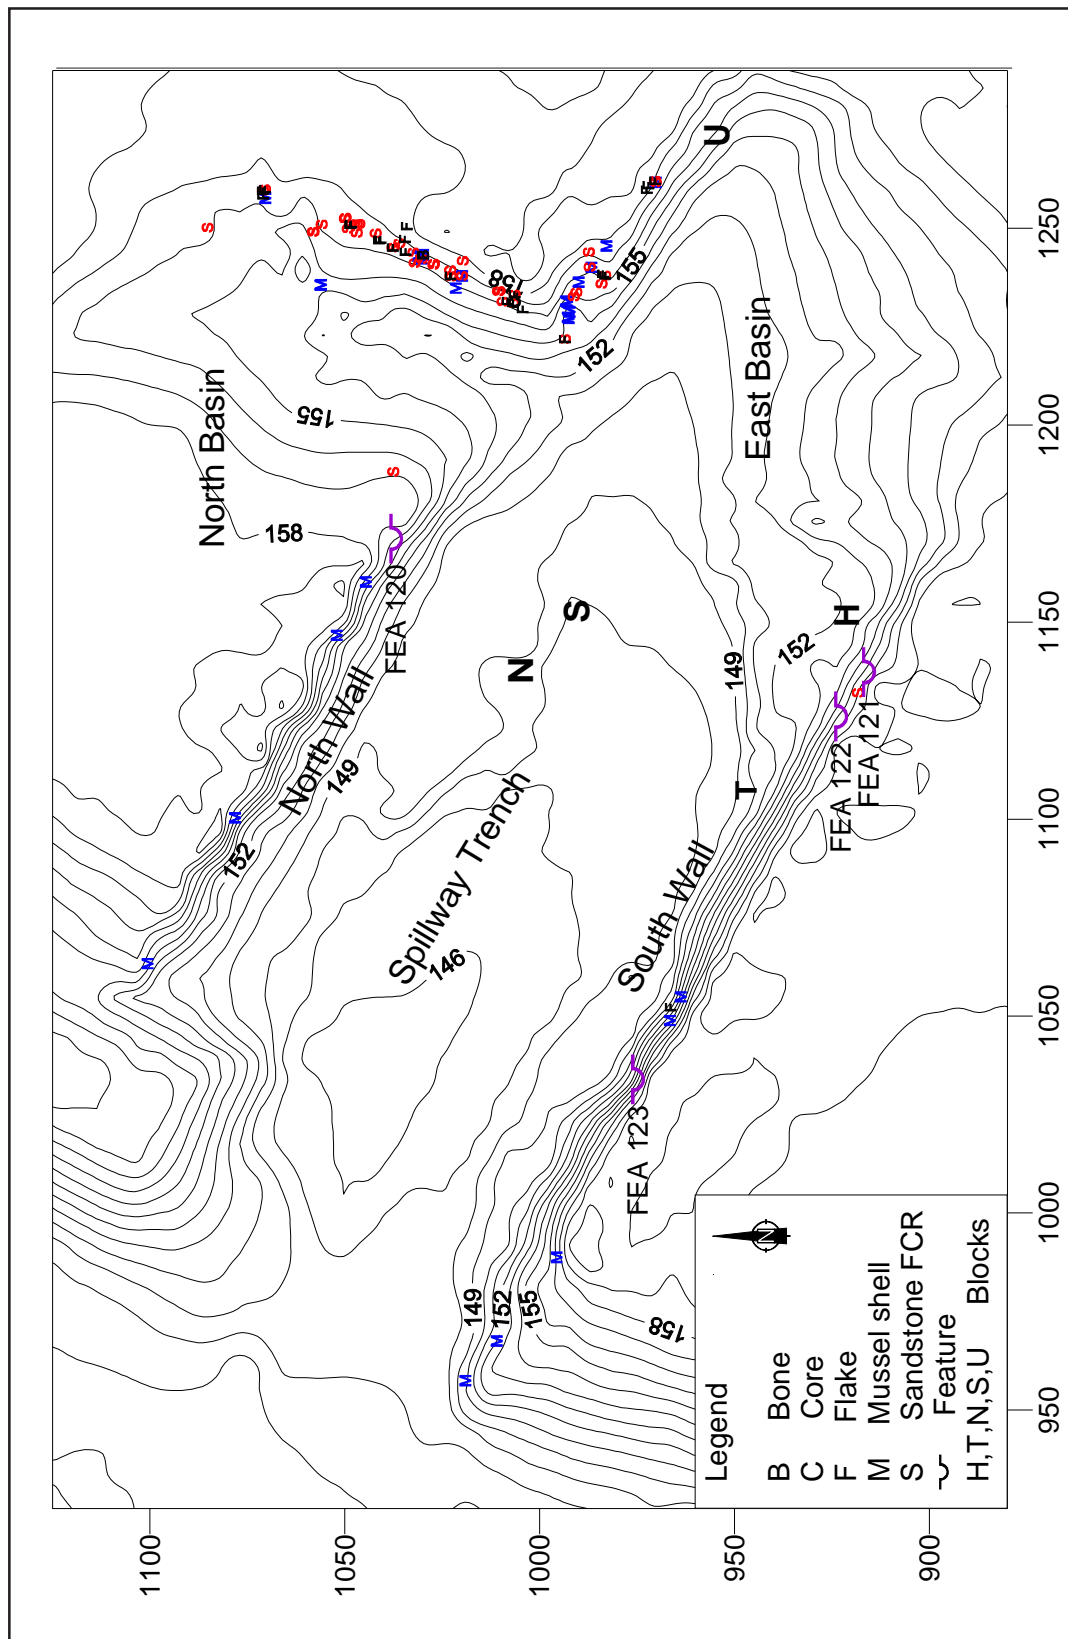 North Basin
East Basin
North Wall
South Wall
Spillway Trench
FEA 120
FEA 121
FEA 122
FEA 123
N
S
T
H
U
158
155
152
149
146
149
152
158
155
152
149
152
155
158
M
F
S
Legend
B Bone
C Core
F Flake
M Mussel shell
S Sandstone FCR
Feature
H,T,N,S,U Blocks
N
950
1000
1050
1100
1150
1200
1250
1100
1050
1000
950
900